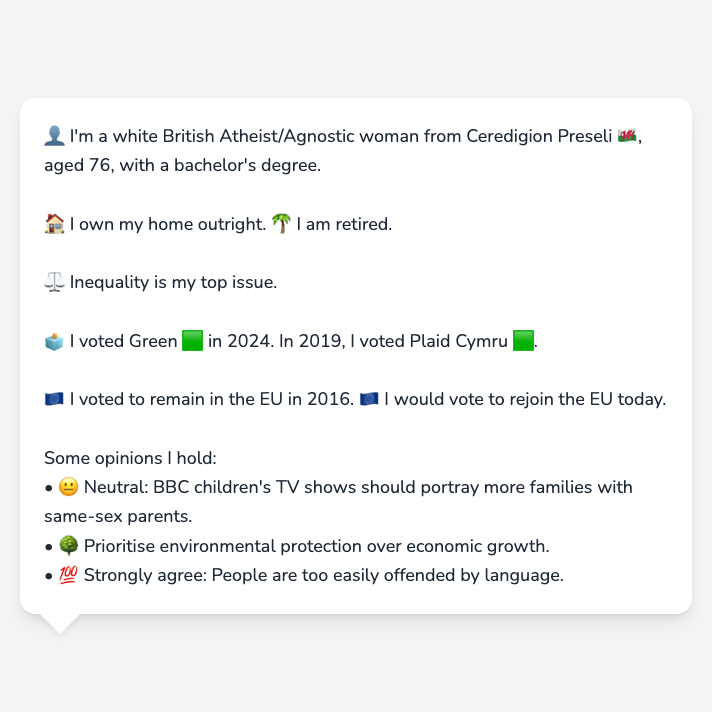 👤 I'm a white British Atheist/Agnostic woman from Ceredigion Preseli 🏴󠁧󠁢󠁷󠁬󠁳󠁿,
aged 76, with a bachelor's degree.
🏠 I own my home outright. 🌴 I am retired.
⚖️ Inequality is my top issue.
🗳️ I voted Green 🟩 in 2024. In 2019, I voted Plaid Cymru 🟩.
🇪🇺 I voted to remain in the EU in 2016. 🇪🇺 I would vote to rejoin the EU today.
Some opinions I hold:
• 😐 Neutral: BBC children's TV shows should portray more families with
same-sex parents.
• 🌳 Prioritise environmental protection over economic growth.
• 💯 Strongly agree: People are too easily offended by language.